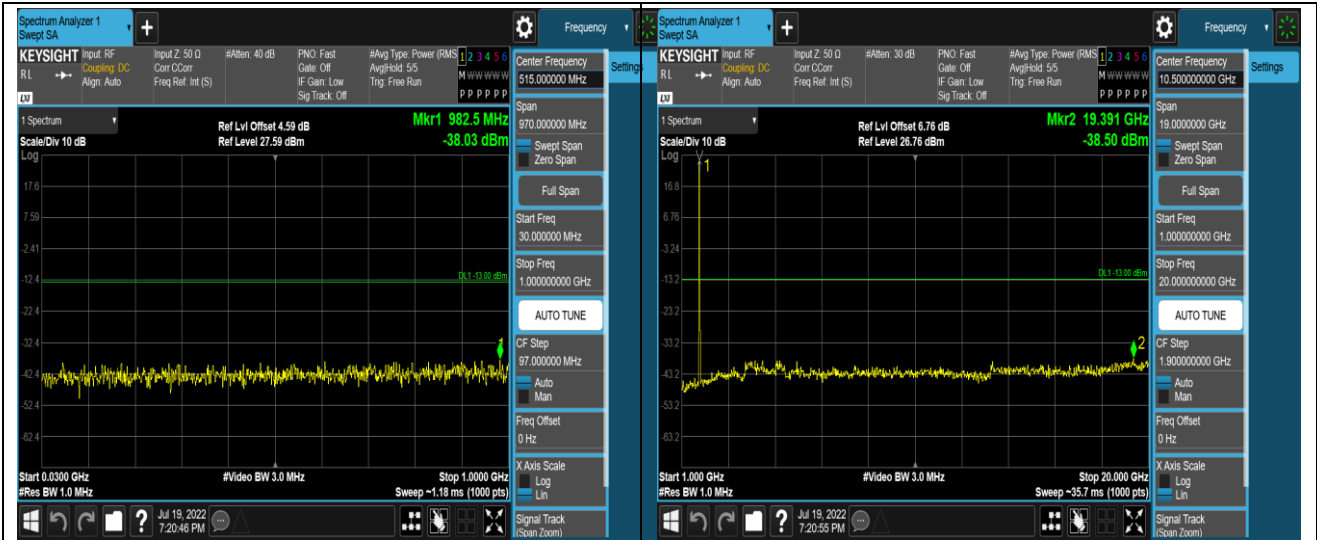 Spectrum Analyzer 1
Swept SA
+
Frequency
KEYSIGHT
RL
LXI
Input: RF
Coupling: DC
Align: Auto
Input Z: 50 Ω
Corr CCorr
Freq Ref: Int (S)
#Atten: 40 dB
PNO: Fast
Gate: Off
IF Gain: Low
Sig Track: Off
#Avg Type: Power (RMS
Avg|Hold: 5/5
Trig: Free Run
1 2 3 4 5 6
M W W W W W
P P P P P P
Center Frequency
515.000000 MHz
Settings
Span
970.000000 MHz
Swept Span
Zero Span
Full Span
Start Freq
30.000000 MHz
Stop Freq
1.000000000 GHz
AUTO TUNE
CF Step
97.000000 MHz
Auto
Man
Freq Offset
0 Hz
X Axis Scale
Log
Lin
Signal Track
(Span Zoom)
1 Spectrum
Scale/Div 10 dB
Log
Ref Lvl Offset 4.59 dB
Ref Level 27.59 dBm
Mkr1 982.5 MHz
-38.03 dBm
17.6
7.59
-2.41
-12.4
-22.4
-32.4
-42.4
-52.4
-62.4
DL1 -13.00 dBm
Start 0.0300 GHz
#Res BW 1.0 MHz
#Video BW 3.0 MHz
Stop 1.0000 GHz
Sweep ~1.18 ms (1000 pts)
?
Jul 19, 2022
7:20:46 PM
Spectrum Analyzer 1
Swept SA
+
Frequency
KEYSIGHT
RL
LXI
Input: RF
Coupling: DC
Align: Auto
Input Z: 50 Ω
Corr CCorr
Freq Ref: Int (S)
#Atten: 30 dB
PNO: Fast
Gate: Off
IF Gain: Low
Sig Track: Off
#Avg Type: Power (RMS
Avg|Hold: 5/5
Trig: Free Run
1 2 3 4 5 6
M W W W W W
P P P P P P
Center Frequency
10.500000000 GHz
Settings
Span
19.0000000 GHz
Swept Span
Zero Span
Full Span
Start Freq
1.000000000 GHz
Stop Freq
20.000000000 GHz
AUTO TUNE
CF Step
1.900000000 GHz
Auto
Man
Freq Offset
0 Hz
X Axis Scale
Log
Lin
Signal Track
(Span Zoom)
1 Spectrum
Scale/Div 10 dB
Log
Ref Lvl Offset 6.76 dB
Ref Level 26.76 dBm
Mkr2 19.391 GHz
-38.50 dBm
1
16.8
6.76
-3.24
-13.2
-23.2
-33.2
-43.2
-53.2
-63.2
DL1 -13.00 dBm
2
Start 1.000 GHz
#Res BW 1.0 MHz
#Video BW 3.0 MHz
Stop 20.000 GHz
Sweep ~35.7 ms (1000 pts)
?
Jul 19, 2022
7:20:55 PM